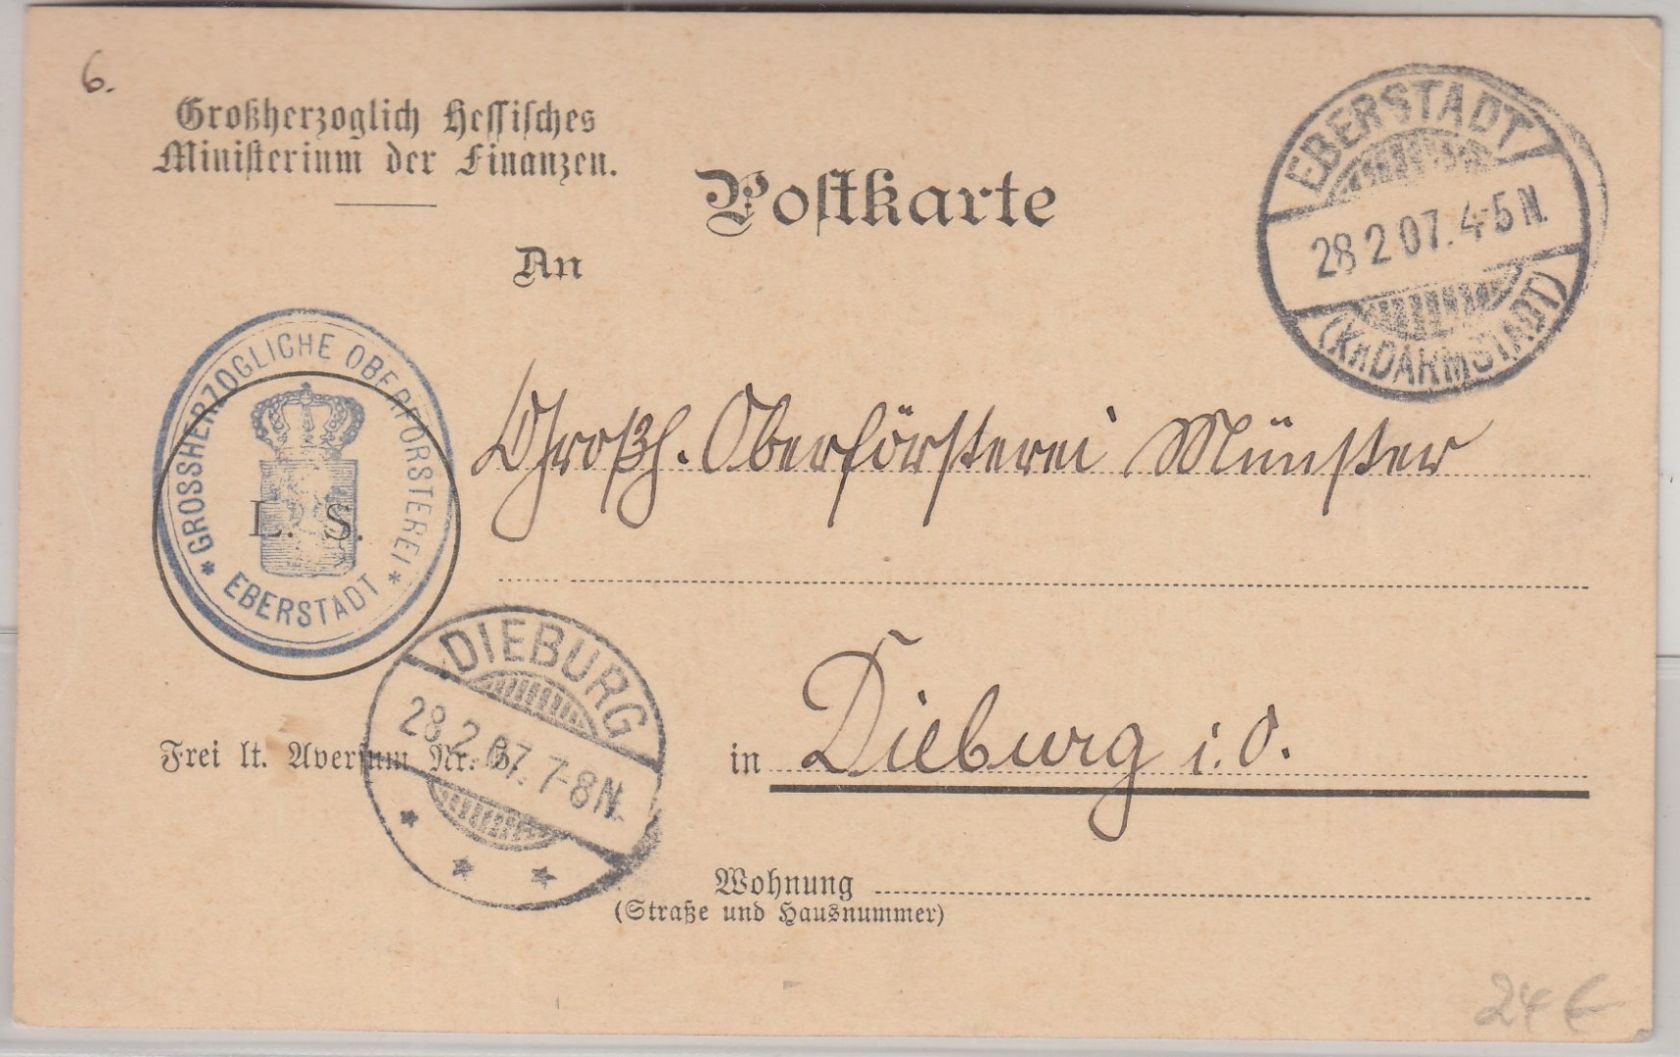 6.
Großherzoglich Hessisches
Ministerium der Finanzen.
Postkarte
An
EBERSTADT
28 2 07. 4-5 N.
(Kr. DARMSTADT)
GROSSHERZOGLICHE OBERFÖRSTEREI
* EBERSTADT *
L. S.
Großh. Oberförsterei Münster
DIEBURG
28.2.07. 7-8 N.
Frei lt. Aversum Nr.
in Dieburg i. O.
Wohnung
(Straße und Hausnummer)
24 €